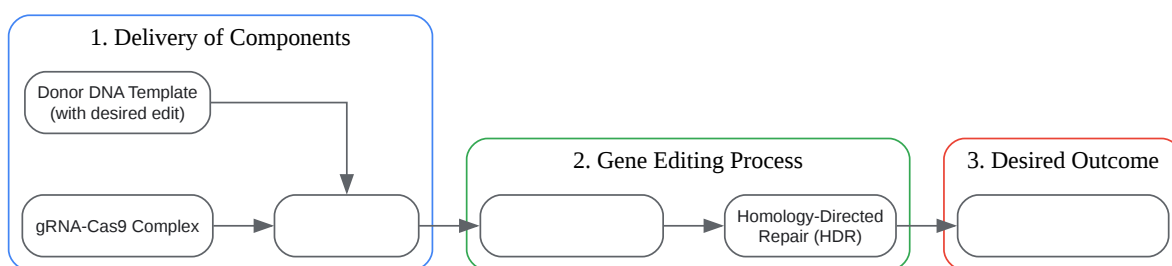 1. Delivery of Components
Donor DNA Template
(with desired edit)
gRNA-Cas9 Complex
2. Gene Editing Process
Homology-Directed
Repair (HDR)
3. Desired Outcome